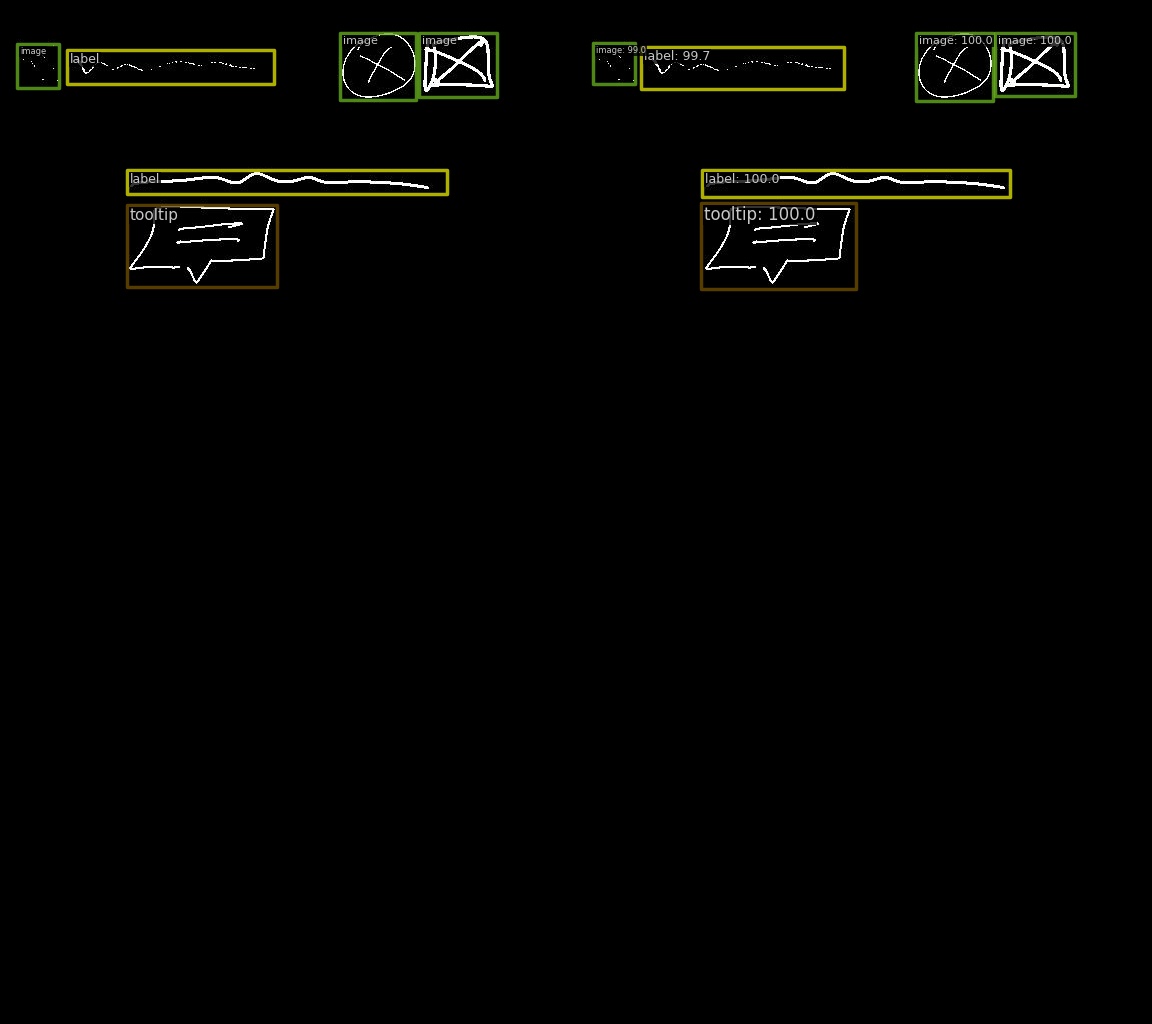 image
label
image
image
image: 99.0
label: 99.7
image: 100.0
image: 100.0
label
label: 100.0
tooltip
tooltip: 100.0